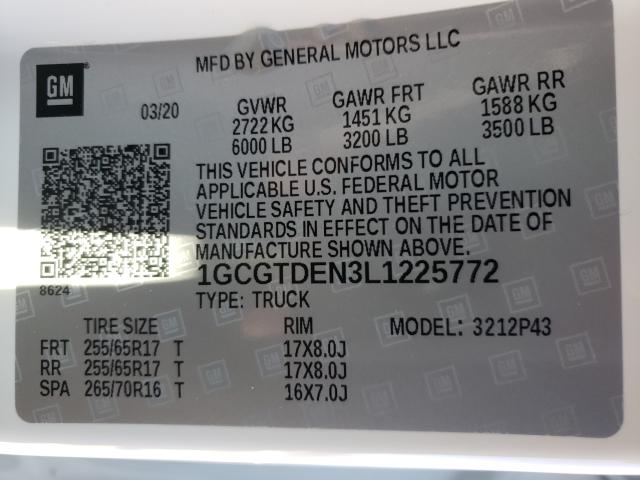 MFD BY GENERAL MOTORS LLC
GM
03/20
GVWR GAWR FRT GAWR RR
2722 KG 1451 KG 1588 KG
6000 LB 3200 LB 3500 LB
THIS VEHICLE CONFORMS TO ALL
APPLICABLE U.S. FEDERAL MOTOR
VEHICLE SAFETY AND THEFT PREVENTION
STANDARDS IN EFFECT ON THE DATE OF
MANUFACTURE SHOWN ABOVE.
8624
1GCGTDEN3L1225772
TYPE: TRUCK
TIRE SIZE RIM MODEL: 3212P43
FRT 255/65R17 T 17X8.0J
RR 255/65R17 T 17X8.0J
SPA 265/70R16 T 16X7.0J